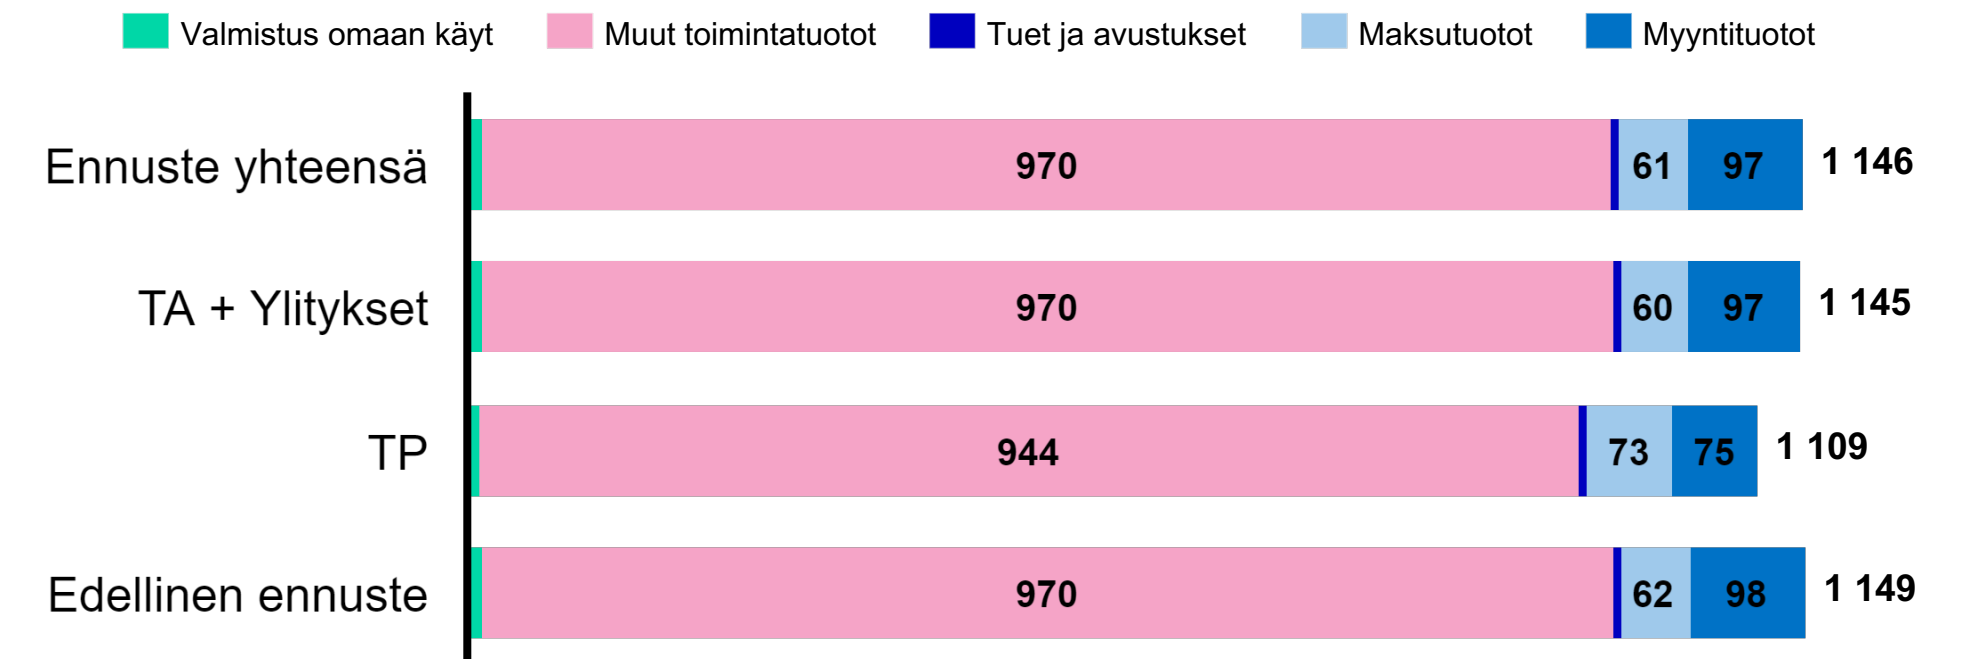 Valmistus omaan käyt Muut toimintatuotot Tuet ja avustukset Maksutuotot Myyntituotot
Ennuste yhteensä 970 61 97 1 146
TA + Ylitykset 970 60 97 1 145
TP 944 73 75 1 109
Edellinen ennuste 970 62 98 1 149